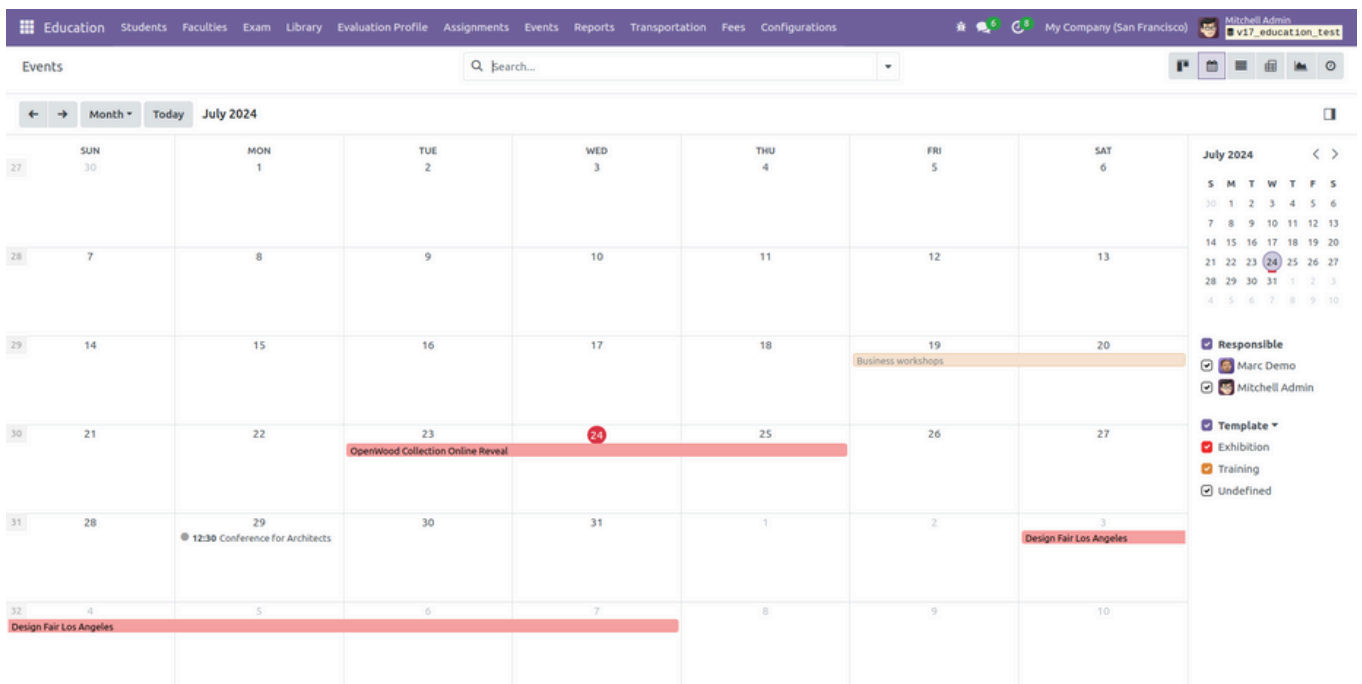 Education Students Faculties Exam Library Evaluation Profile Assignments Events Reports Transportation Fees Configurations 6 8 My Company (San Francisco) Mitchell Admin
v17_education_test
Events Search...
Month Today July 2024
SUN MON TUE WED THU FRI SAT
27 30 1 2 3 4 5 6
28 7 8 9 10 11 12 13
29 14 15 16 17 18 19 20
Business workshops
30 21 22 23 24 25 26 27
OpenWood Collection Online Reveal
31 28 29 30 31 1 2 3
12:30 Conference for Architects Design Fair Los Angeles
32 4 5 6 7 8 9 10
Design Fair Los Angeles
July 2024
S M T W T F S
30 1 2 3 4 5 6
7 8 9 10 11 12 13
14 15 16 17 18 19 20
21 22 23 24 25 26 27
28 29 30 31 1 2 3
4 5 6 7 8 9 10
Responsible
Marc Demo
Mitchell Admin
Template
Exhibition
Training
Undefined